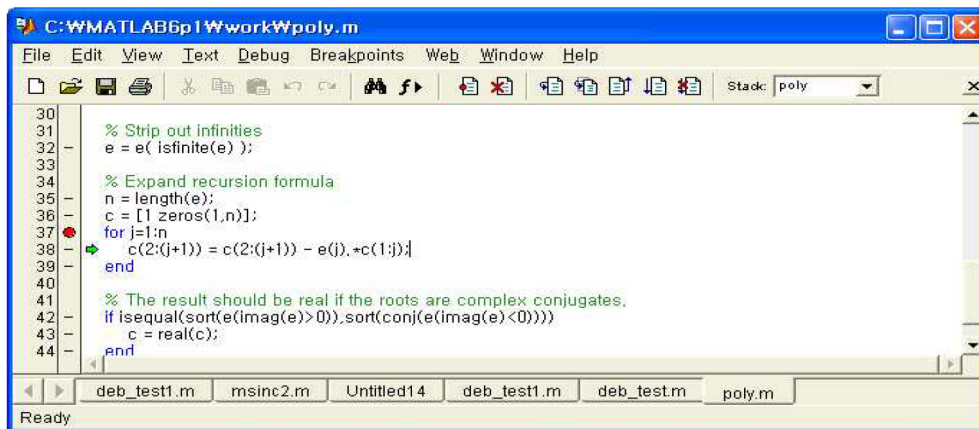 C:₩MATLAB6p1₩work₩poly.m
File Edit View Text Debug Breakpoints Web Window Help
Stack: poly
30
31 % Strip out infinities
32 – e = e( isfinite(e) );
33
34 % Expand recursion formula
35 – n = length(e);
36 – c = [1 zeros(1,n)];
37 for j=1:n
38 – c(2:(j+1)) = c(2:(j+1)) - e(j).*c(1:j);
39 – end
40
41 % The result should be real if the roots are complex conjugates.
42 – if isequal(sort(e(imag(e)>0)),sort(conj(e(imag(e)<0))))
43 – c = real(c);
44 – end
deb_test1.m msinc2.m Untitled14 deb_test1.m deb_test.m poly.m
Ready